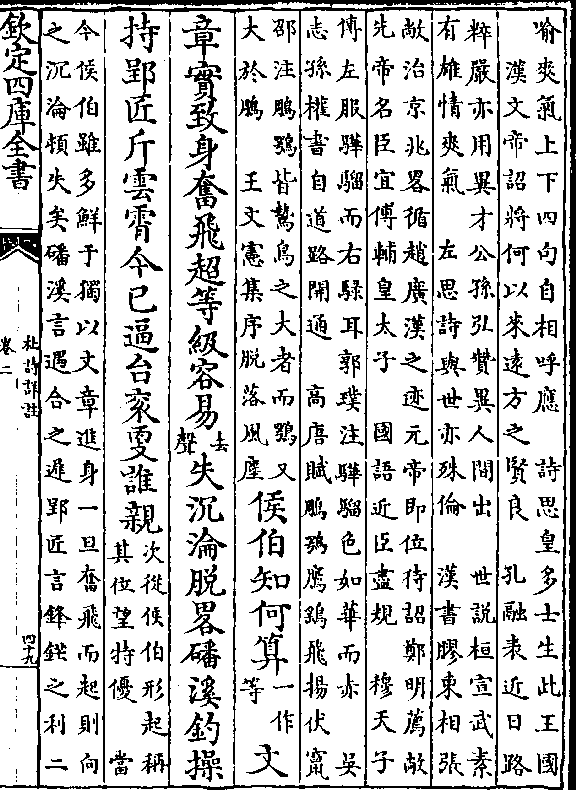 喻爽氣上下四句自相呼應　詩思皇多士生此王國
漢文帝詔將何以來遠方之賢良　孔融表近日路
粹嚴亦用異才公孫弘贊異人間出　世説桓宣武素
有雄情爽氣　左思詩與世亦殊倫　漢書膠東相張
敞治京兆畧循趙廣漢之迹元帝即位待詔鄭明薦敞
先帝名臣宜傅輔皇太子　國語近臣盡規　穆天子
傳左服驊騮而右騄耳郭璞注驊騮色如華而赤　吳
志孫權書自道路開通　高唐賦鵰鶚鷹鷂飛揚伏竄
邵注鵰鶚皆鷙鳥之大者而鶚又
大於鵰　王文憲集序脱落風塵
侯伯知何算一作等文
章實致身奮飛超等級容易去聲失沉淪脱畧磻溪釣操
持郢匠斤雲霄今已逼台衮更誰親
次從侯伯形起稱
其位望特優　當
今侯伯雖多鮮于獨以文章進身一旦奮飛而起則向
之沉淪頓失矣磻溪言遇合之遲郢匠言鋒鋩之利二
欽定四庫全書
杜詩詳註
卷二
四十九